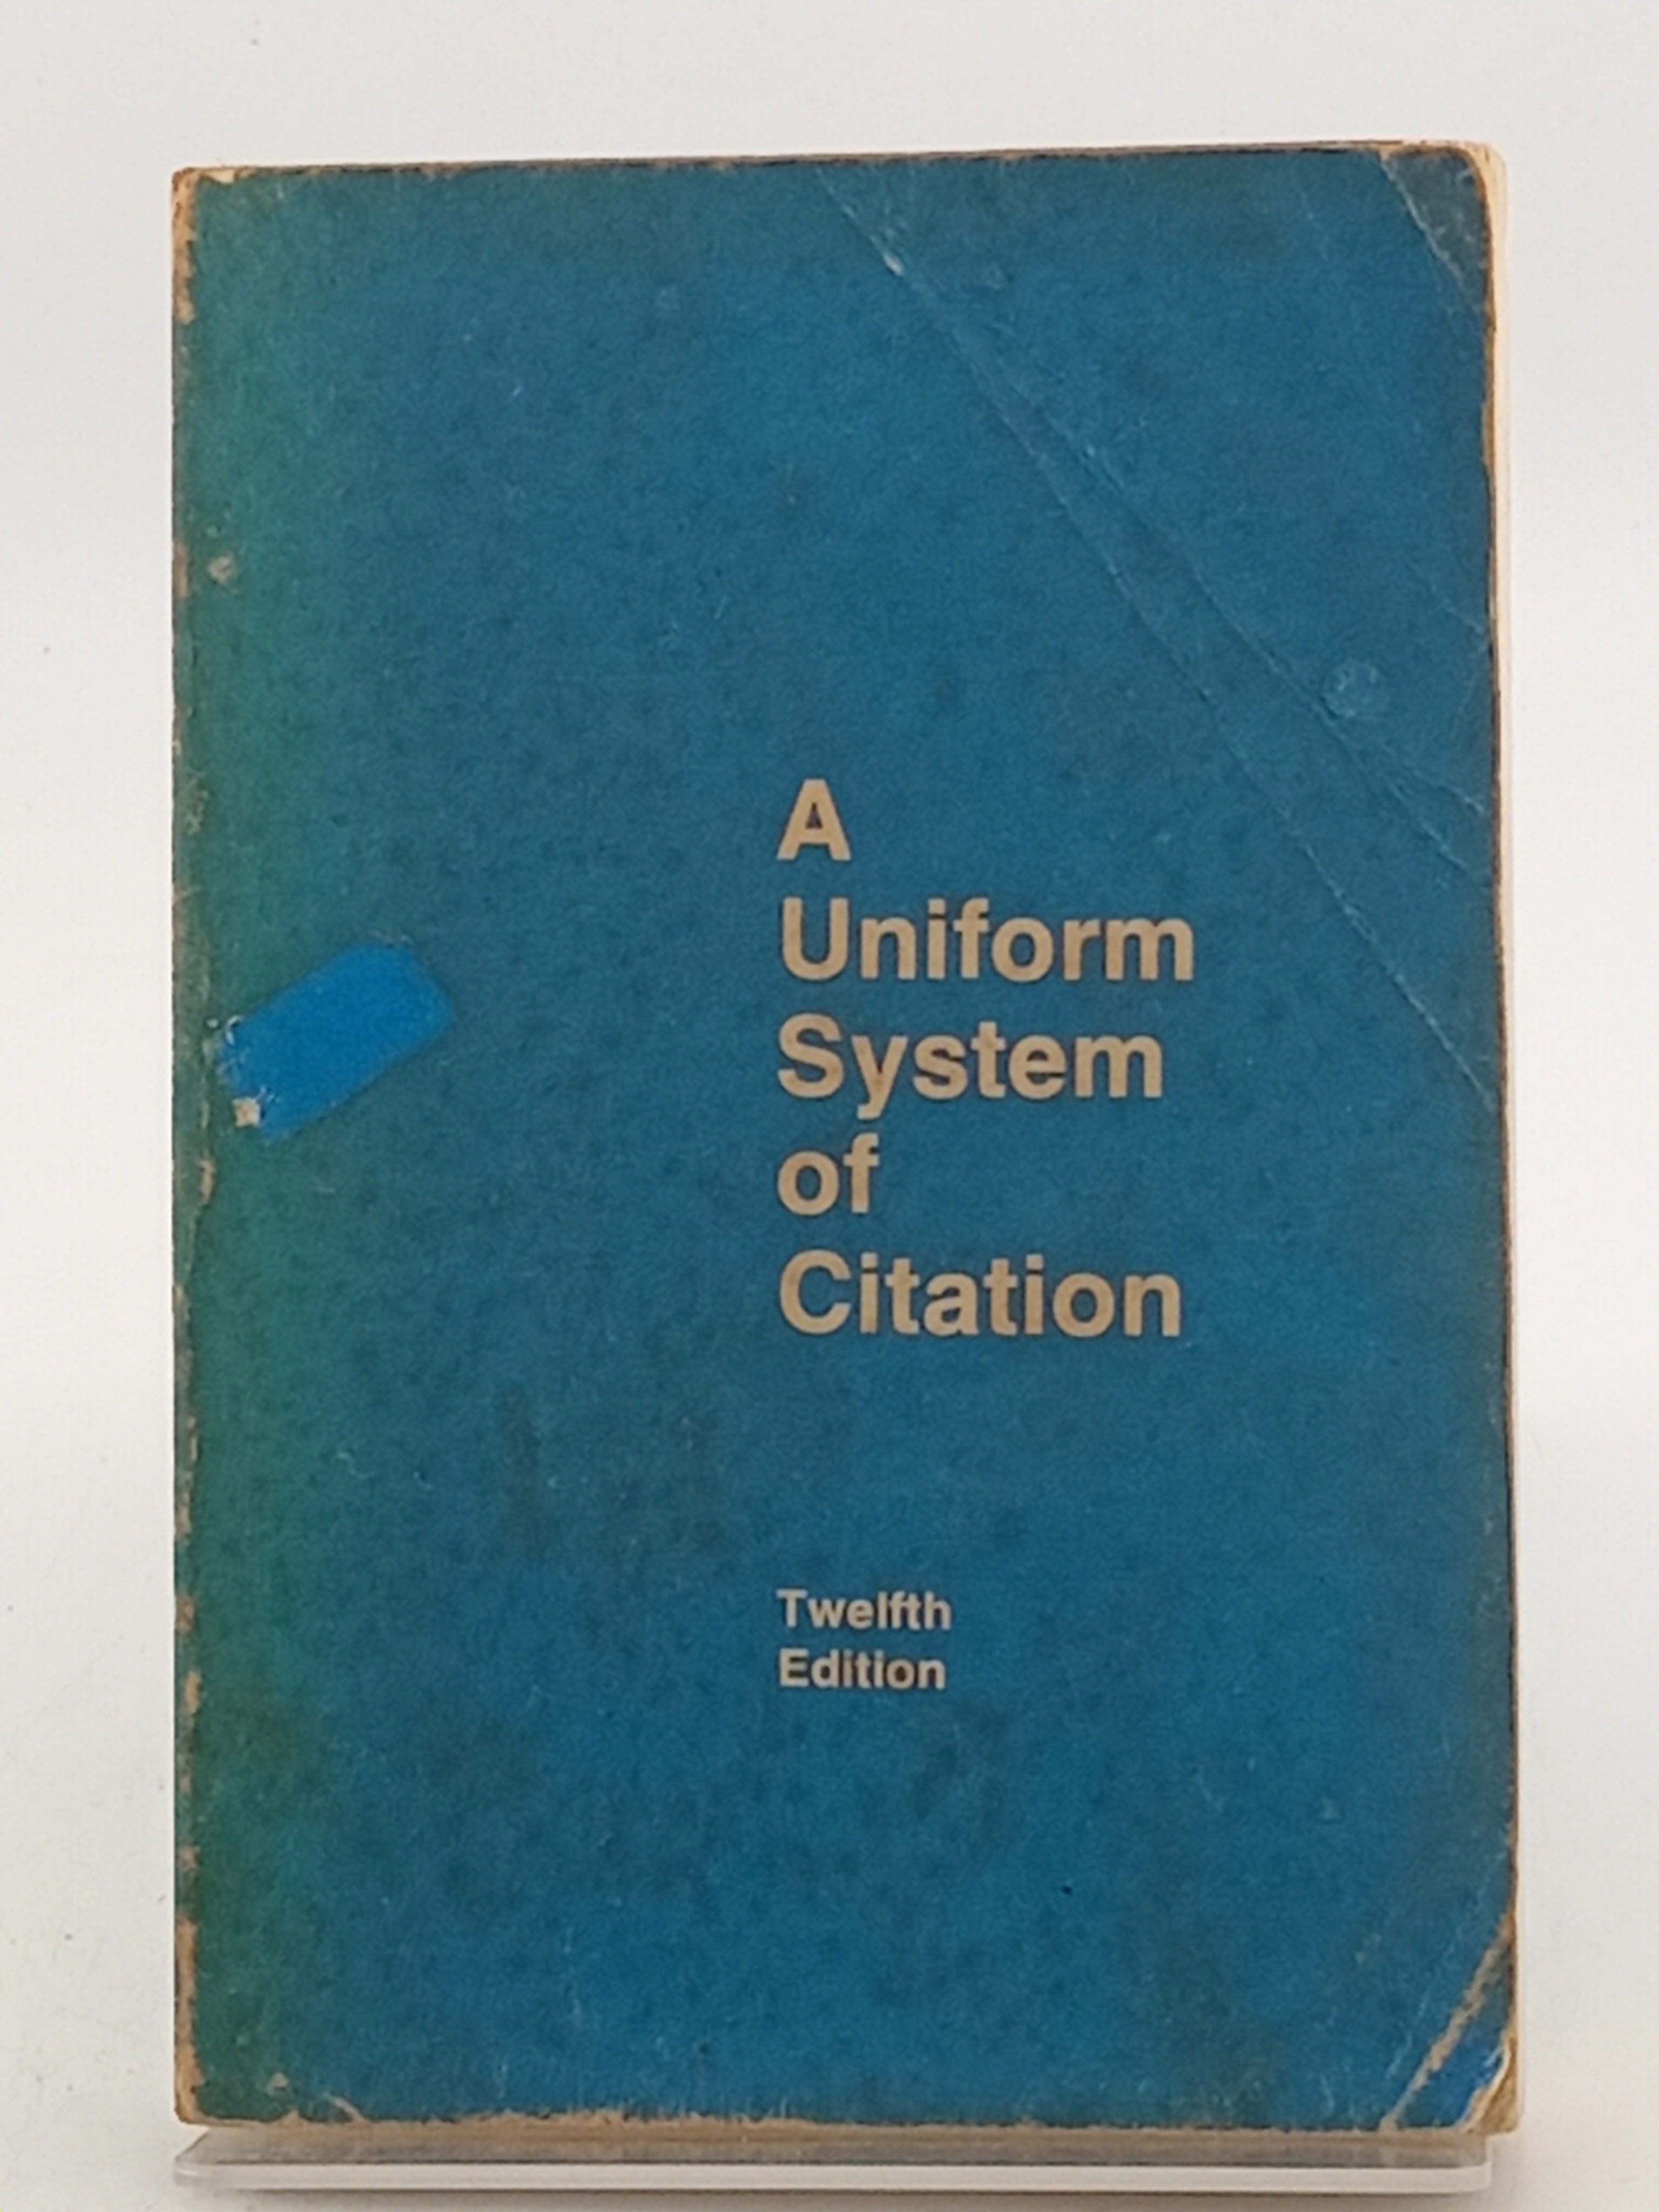 A
Uniform
System
of
Citation
Twelfth
Edition